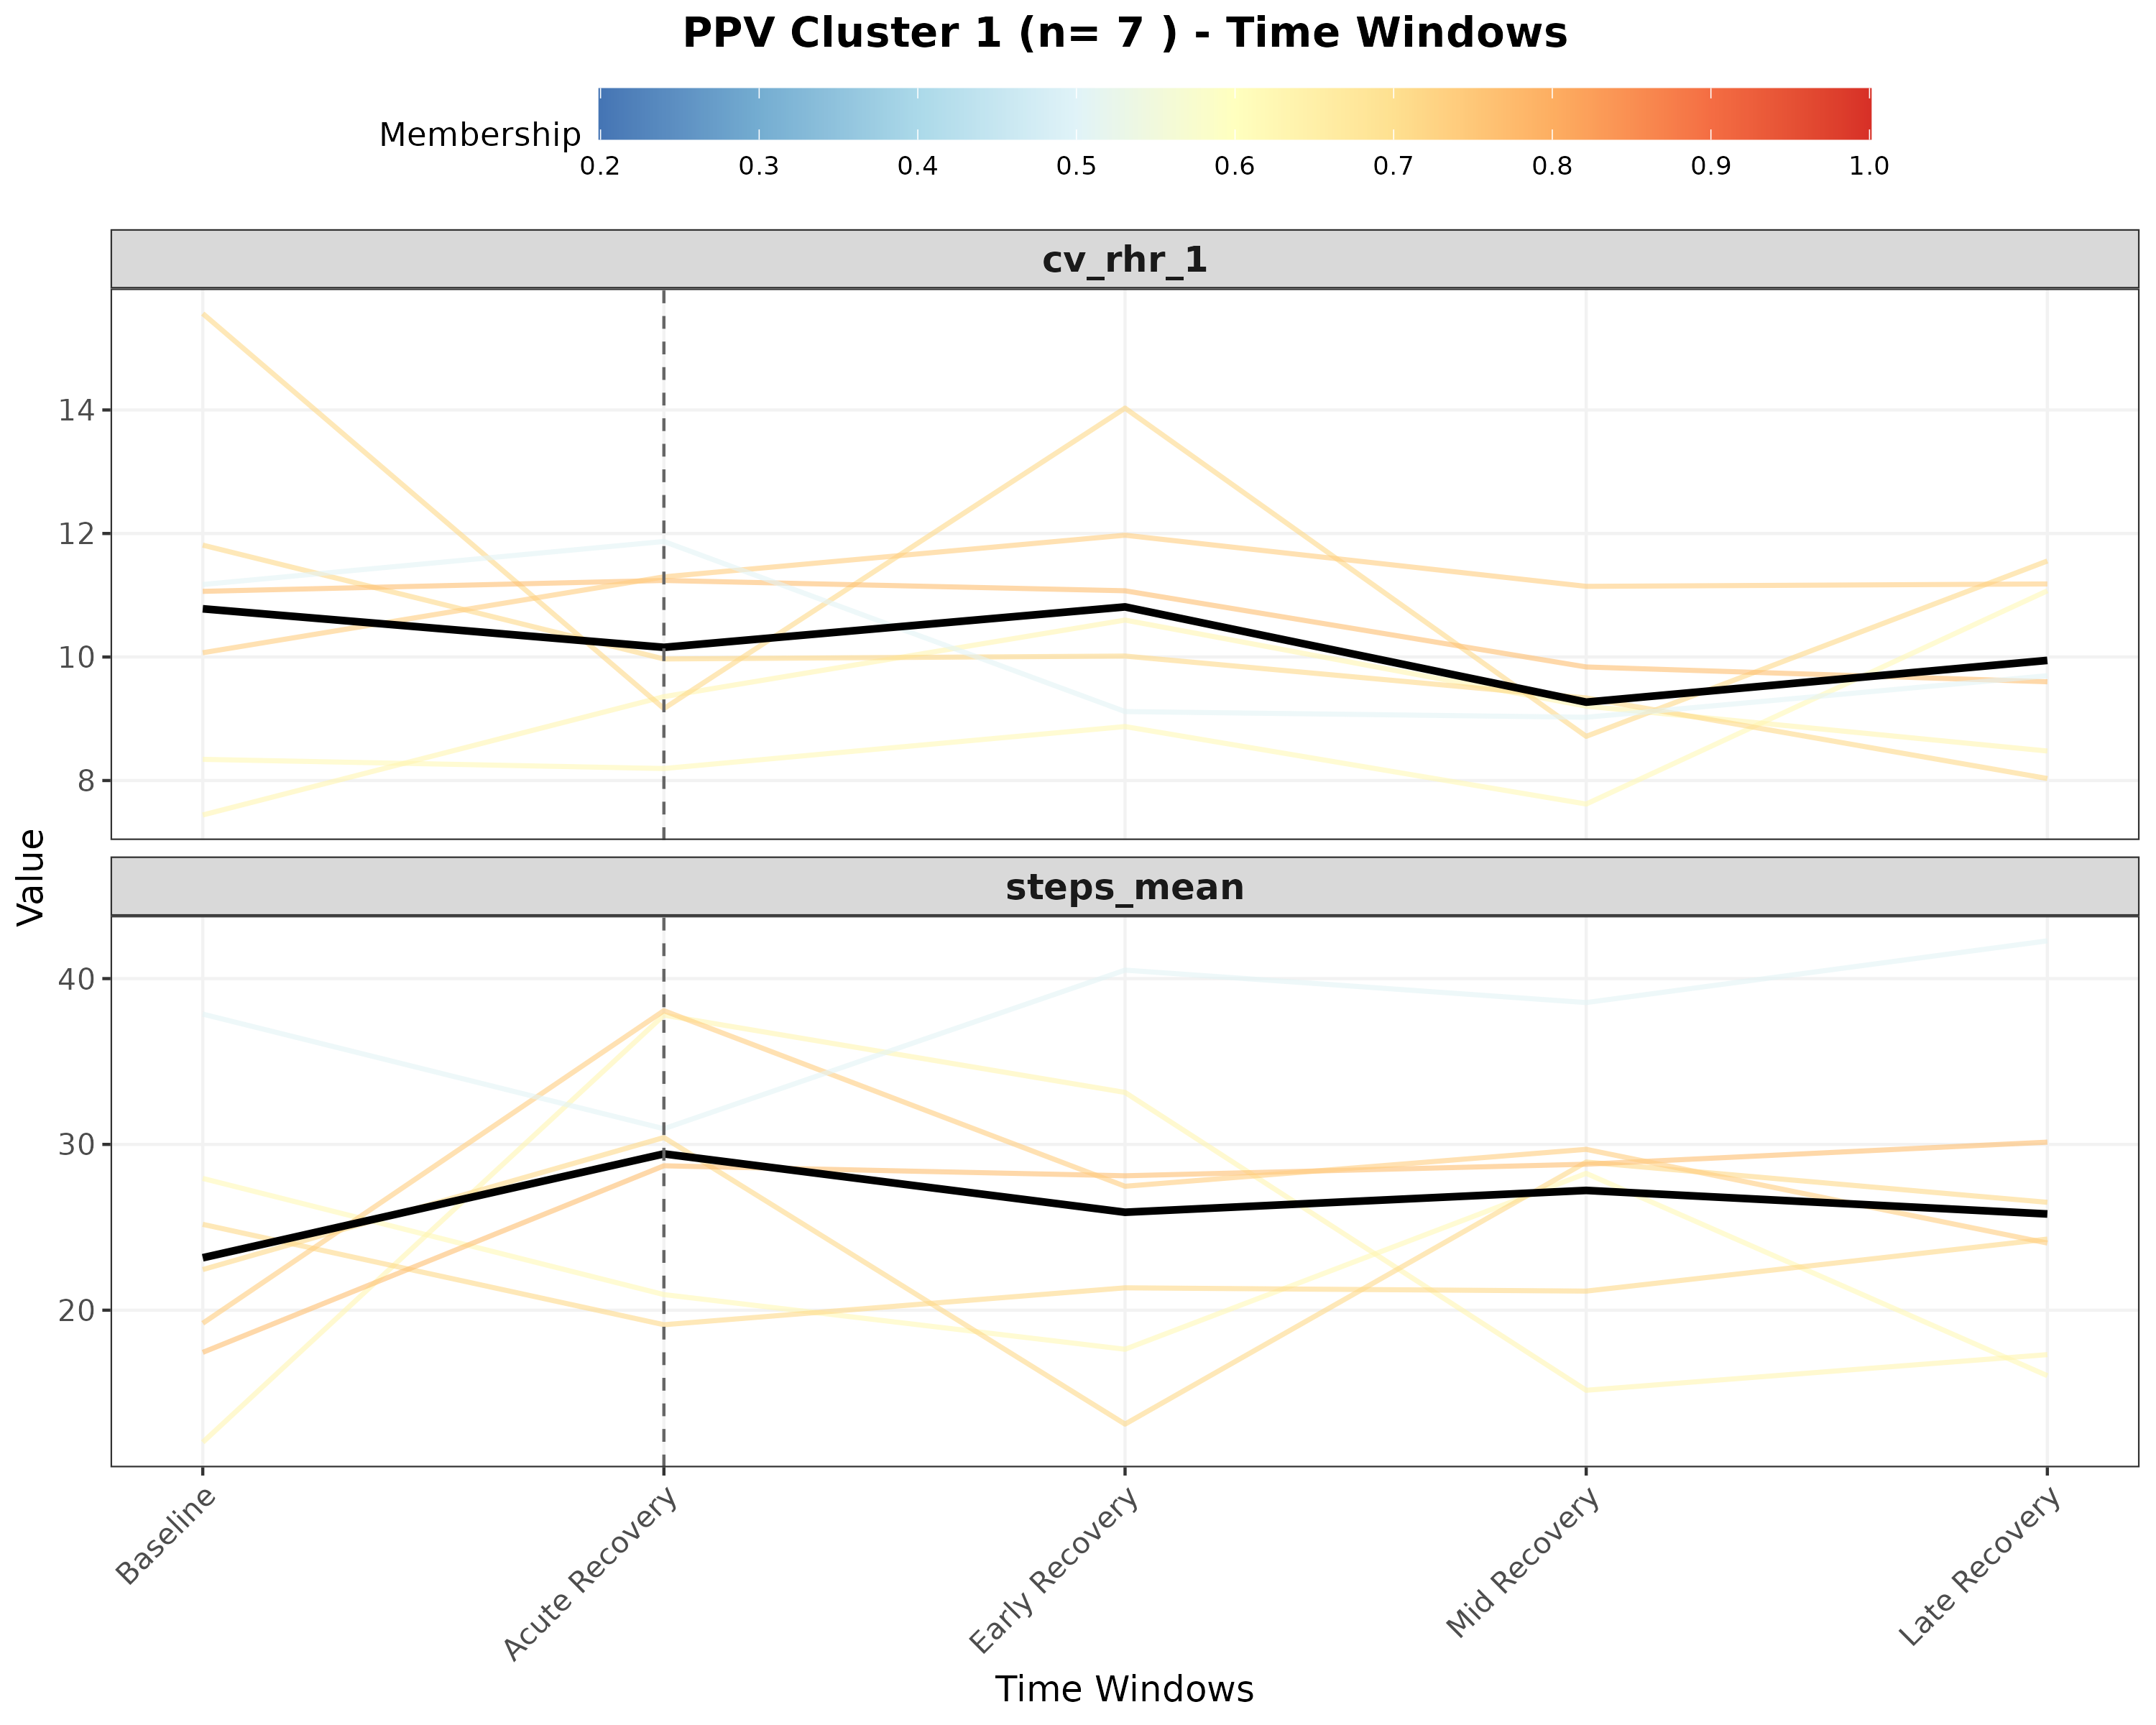 PPV Cluster 1 (n= 7 ) - Time Windows
Membership
0.2 0.3 0.4 0.5 0.6 0.7 0.8 0.9 1.0
cv_rhr_1
14
12
10
8
Value
steps_mean
40
30
20
Baseline
Acute Recovery
Early Recovery
Mid Recovery
Late Recovery
Time Windows